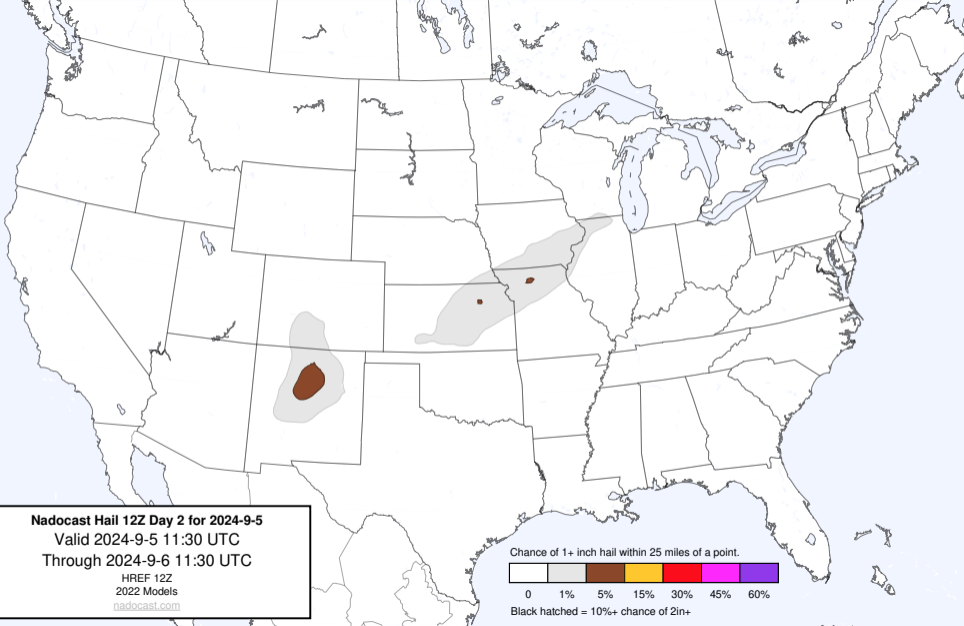 Nadocast Hail 12Z Day 2 for 2024-9-5
Valid 2024-9-5 11:30 UTC
Through 2024-9-6 11:30 UTC
HREF 12Z
2022 Models
nadocast.com
Chance of 1+ inch hail within 25 miles of a point.
0 1% 5% 15% 30% 45% 60%
Black hatched = 10%+ chance of 2in+